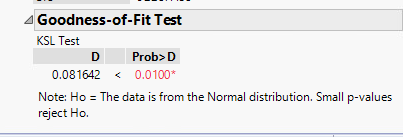 Goodness-of-Fit Test
KSL Test
D Prob>D
0.081642 < 0.0100*
Note: Ho = The data is from the Normal distribution. Small p-values
reject Ho.